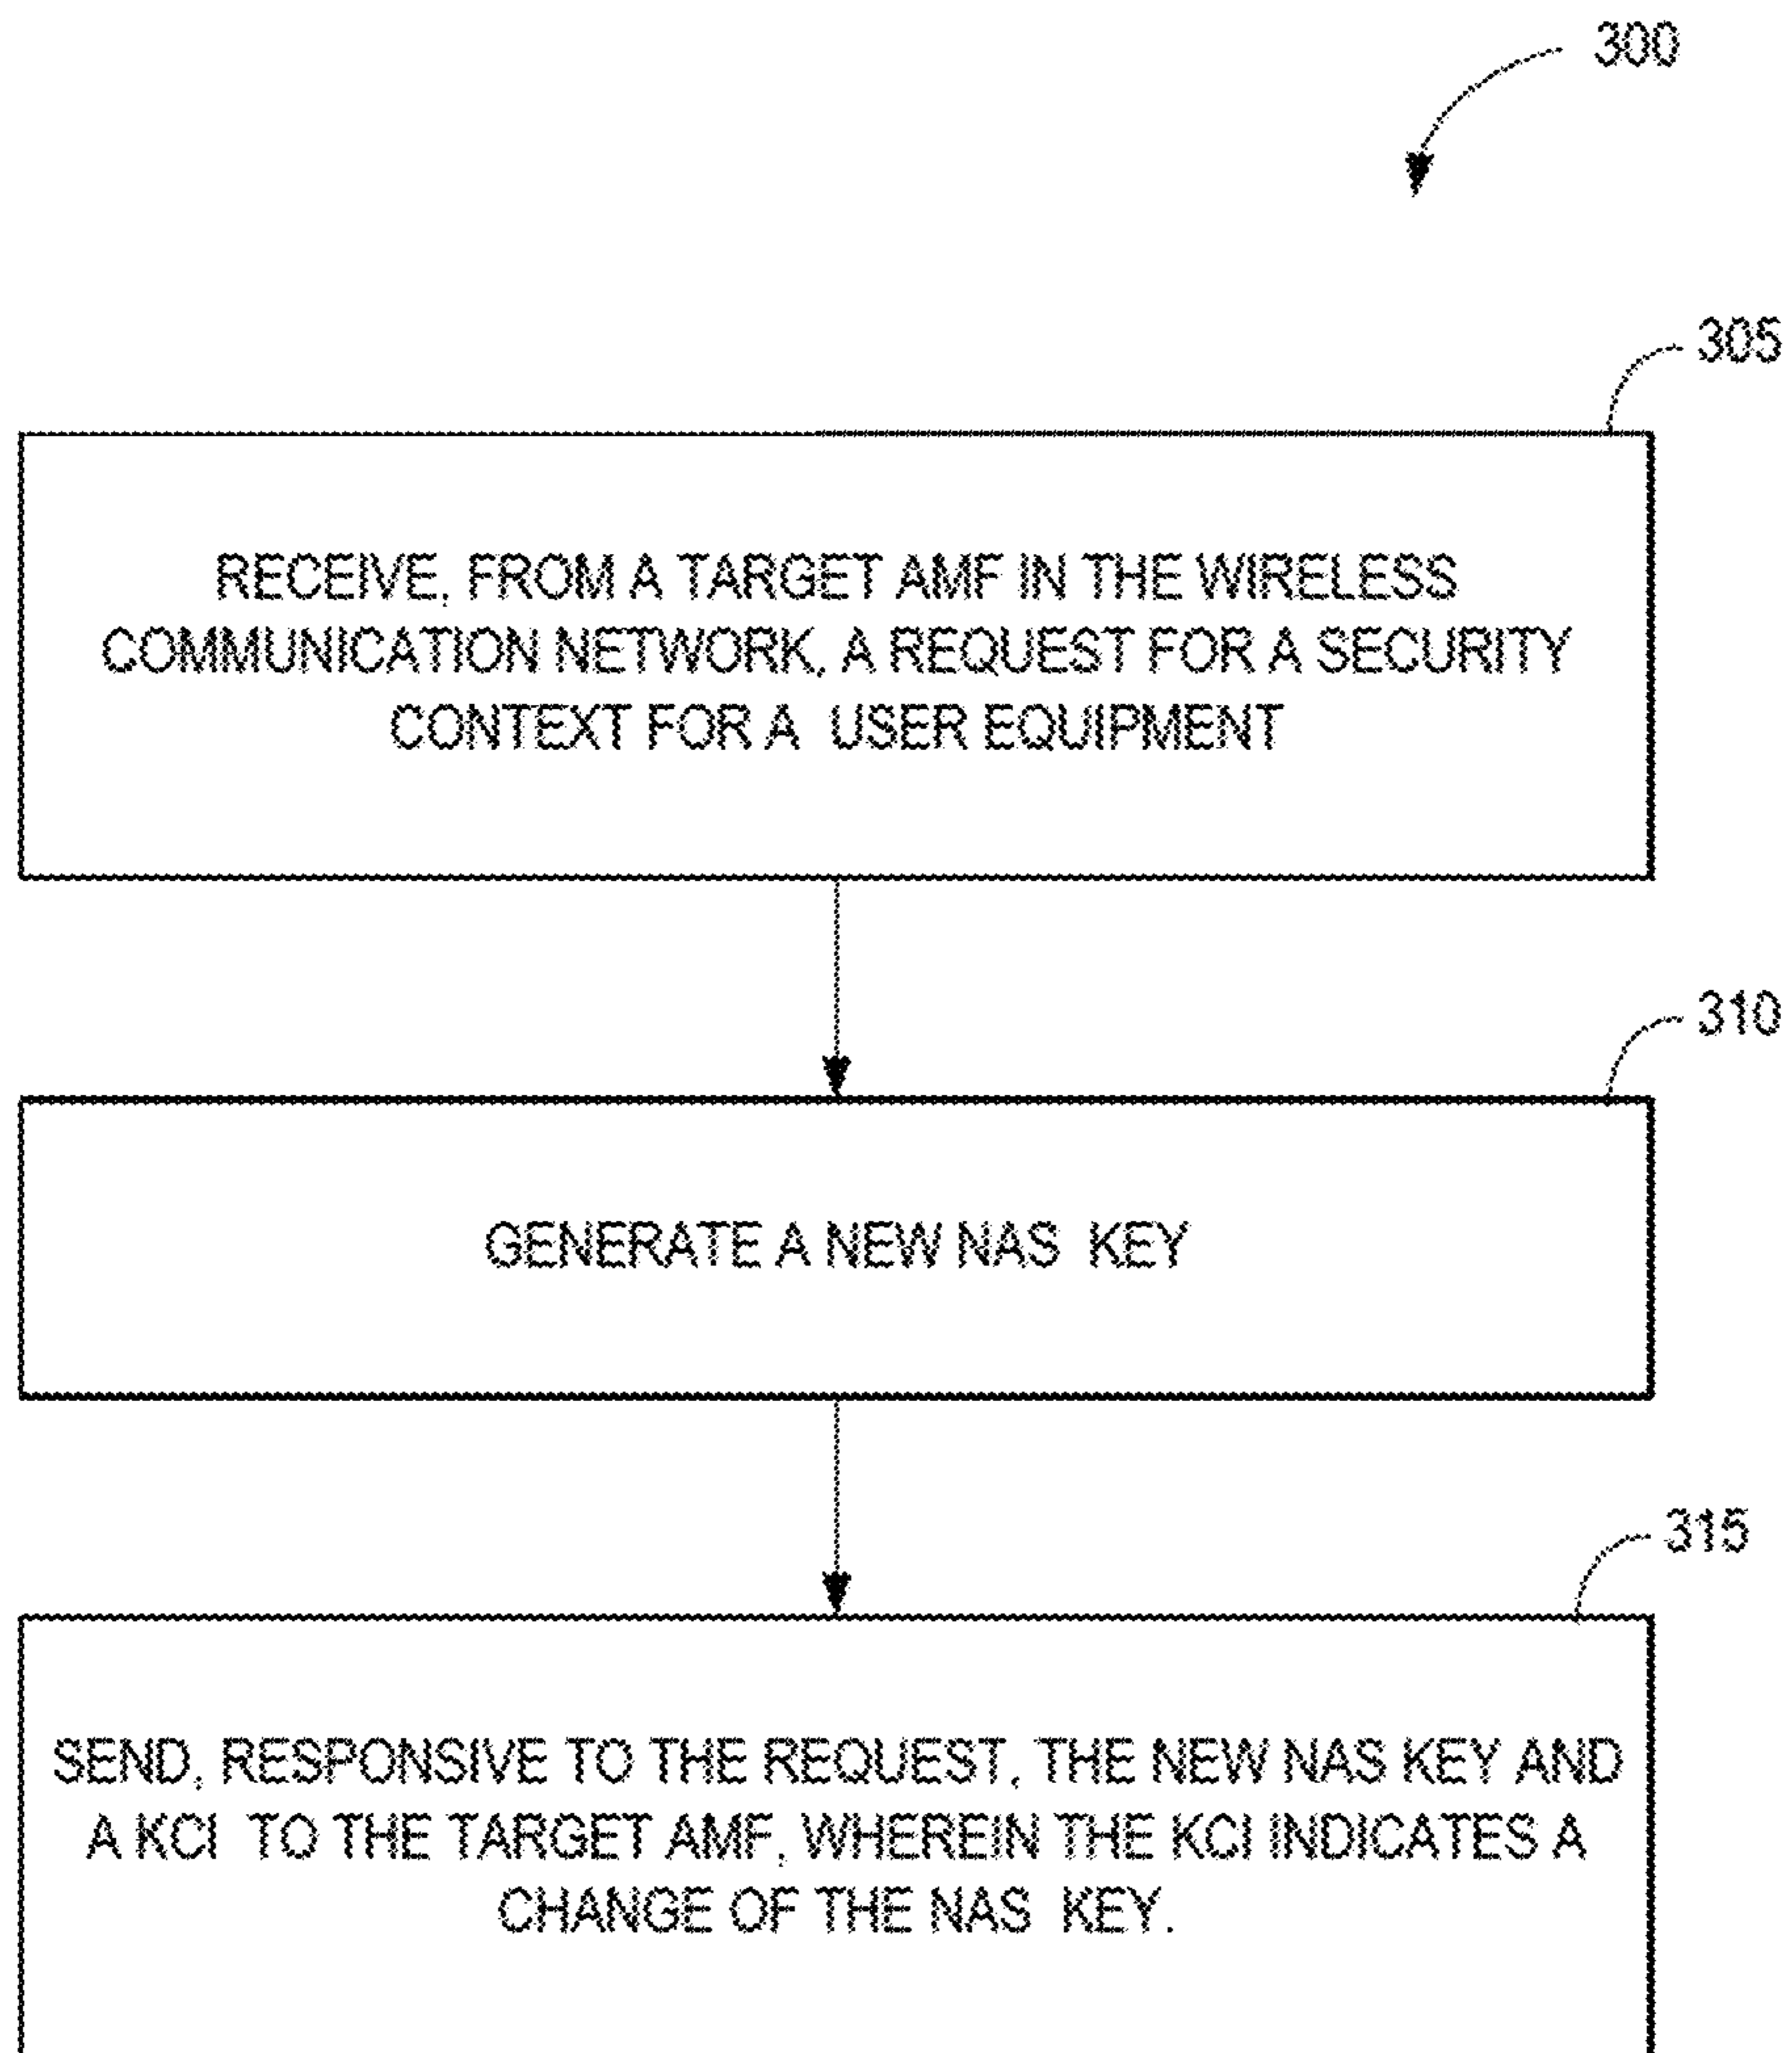 300
305
RECEIVE, FROM A TARGET AMF IN THE WIRELESS
COMMUNICATION NETWORK, A REQUEST FOR A SECURITY
CONTEXT FOR A USER EQUIPMENT
310
GENERATE A NEW NAS KEY
315
SEND, RESPONSIVE TO THE REQUEST, THE NEW NAS KEY AND
A KCI TO THE TARGET AMF, WHEREIN THE KCI INDICATES A
CHANGE OF THE NAS KEY.